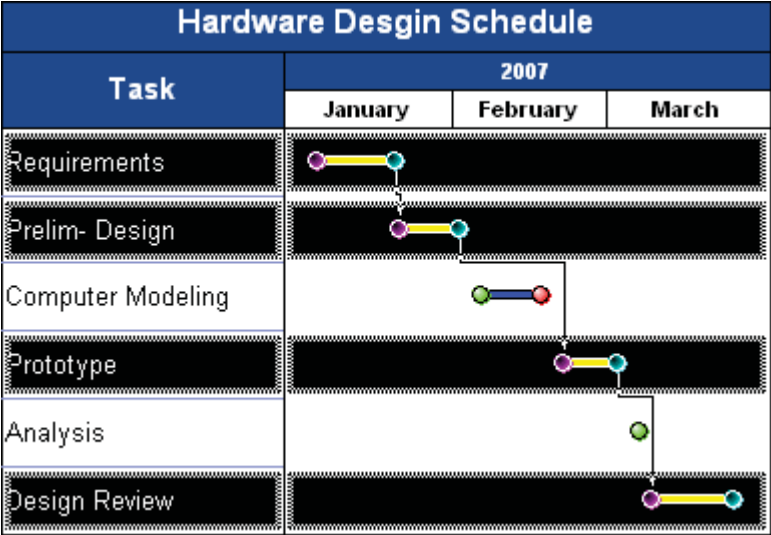 Hardware Desgin Schedule
Task
2007
January February March
Requirements
Prelim- Design
Computer Modeling
Prototype
Analysis
Design Review